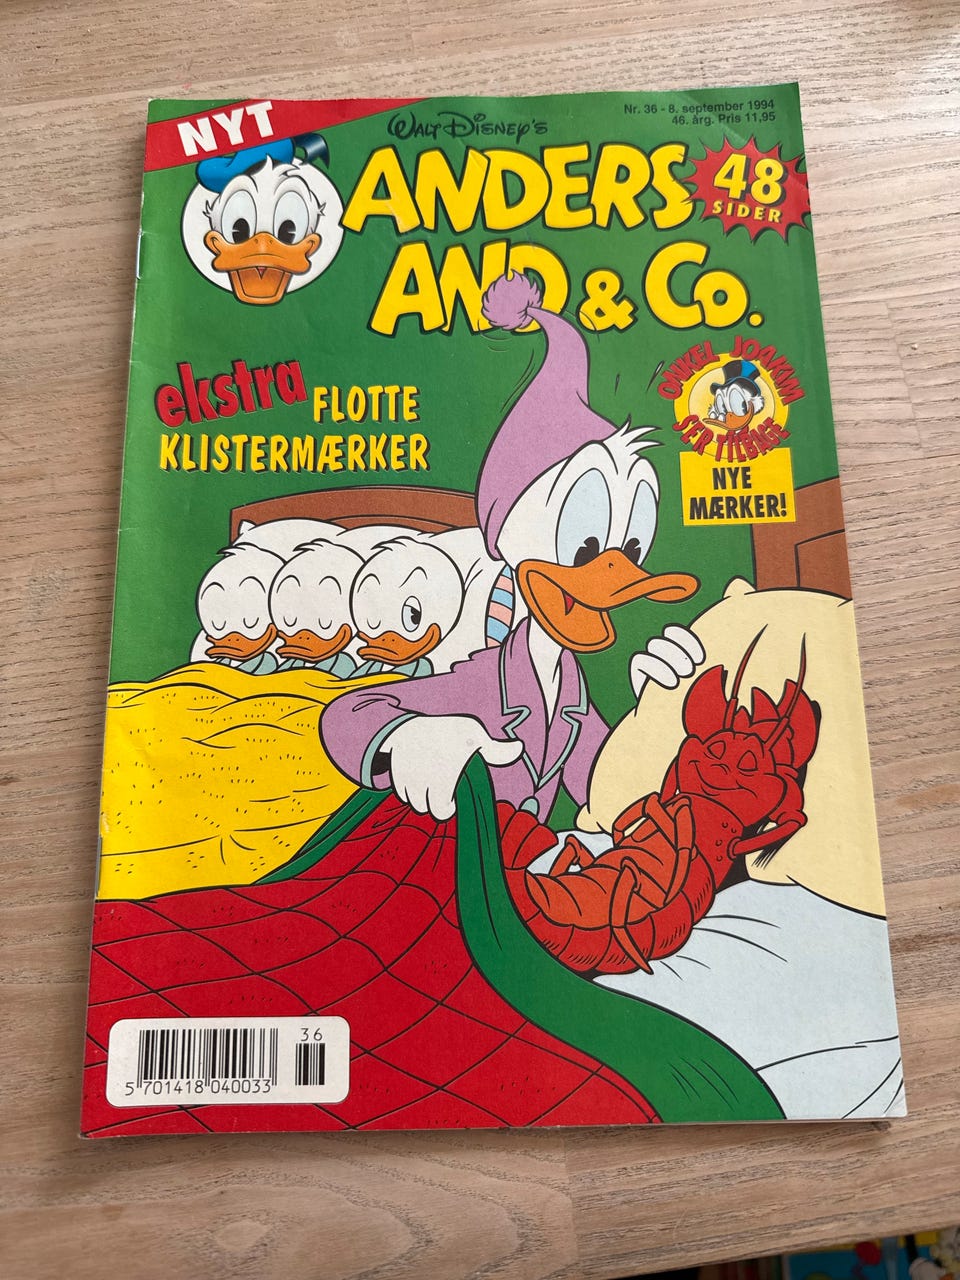 NYT
WALT DISNEY'S
Nr. 36 - 8. september 1994
46. årg. Pris 11,95
ANDERS
AND & Co.
48
SIDER
ekstra FLOTTE
KLISTERMÆRKER
ONKEL JOAKIM
SER TILBAGE
NYE
MÆRKER!
36
5 701418 040033